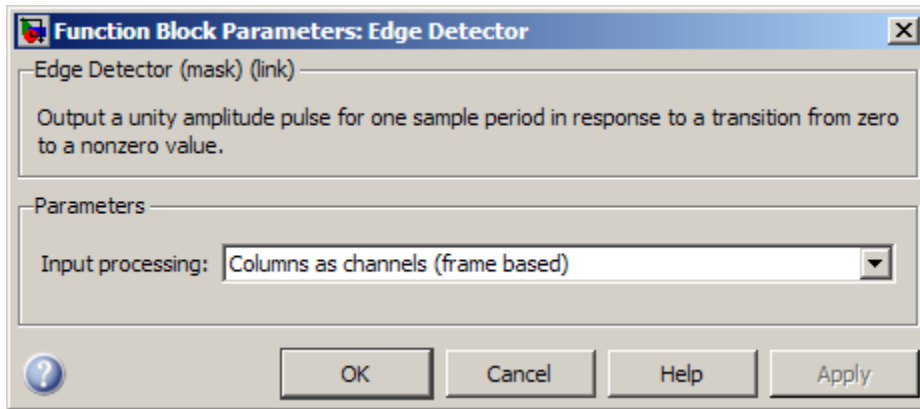 Function Block Parameters: Edge Detector
Edge Detector (mask) (link)
Output a unity amplitude pulse for one sample period in response to a transition from zero
to a nonzero value.
Parameters
Input processing: Columns as channels (frame based)
OK Cancel Help Apply